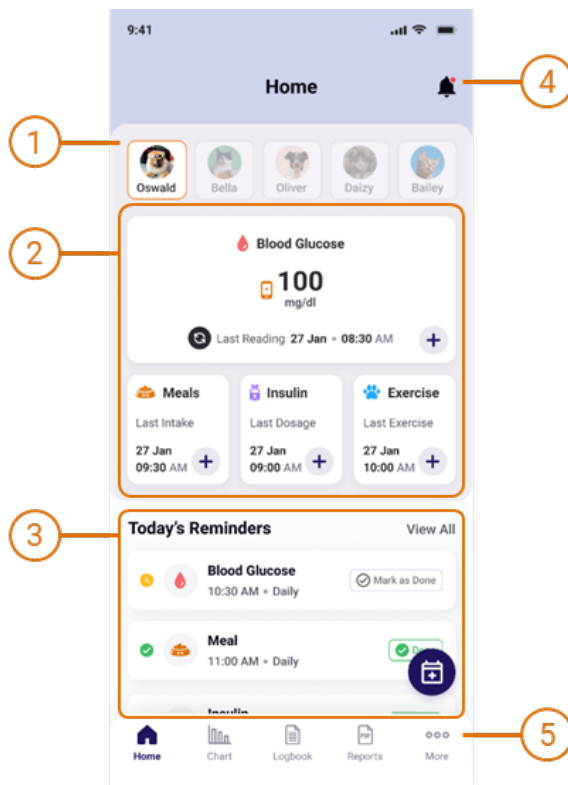 9:41
Home
4
1
Oswald
Bella
Oliver
Daizy
Bailey
2
Blood Glucose
100
mg/dl
Last Reading 27 Jan • 08:30 AM
Meals
Last Intake
27 Jan
09:30 AM
Insulin
Last Dosage
27 Jan
09:00 AM
Exercise
Last Exercise
27 Jan
10:00 AM
3
Today's Reminders
View All
Blood Glucose
10:30 AM • Daily
Mark as Done
Meal
11:00 AM • Daily
Insulin
5
Home
Chart
Logbook
PDF
Reports
More